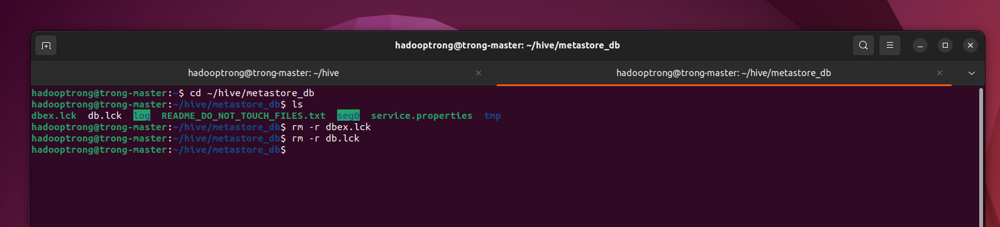 hadooptrong@trong-master: ~/hive/metastore_db
hadooptrong@trong-master: ~/hive
hadooptrong@trong-master: ~/hive/metastore_db
hadooptrong@trong-master:~$ cd ~/hive/metastore_db
hadooptrong@trong-master:~/hive/metastore_db$ ls
dbex.lck  db.lck  log  README_DO_NOT_TOUCH_FILES.txt  seg0  service.properties  tmp
hadooptrong@trong-master:~/hive/metastore_db$ rm -r dbex.lck
hadooptrong@trong-master:~/hive/metastore_db$ rm -r db.lck
hadooptrong@trong-master:~/hive/metastore_db$